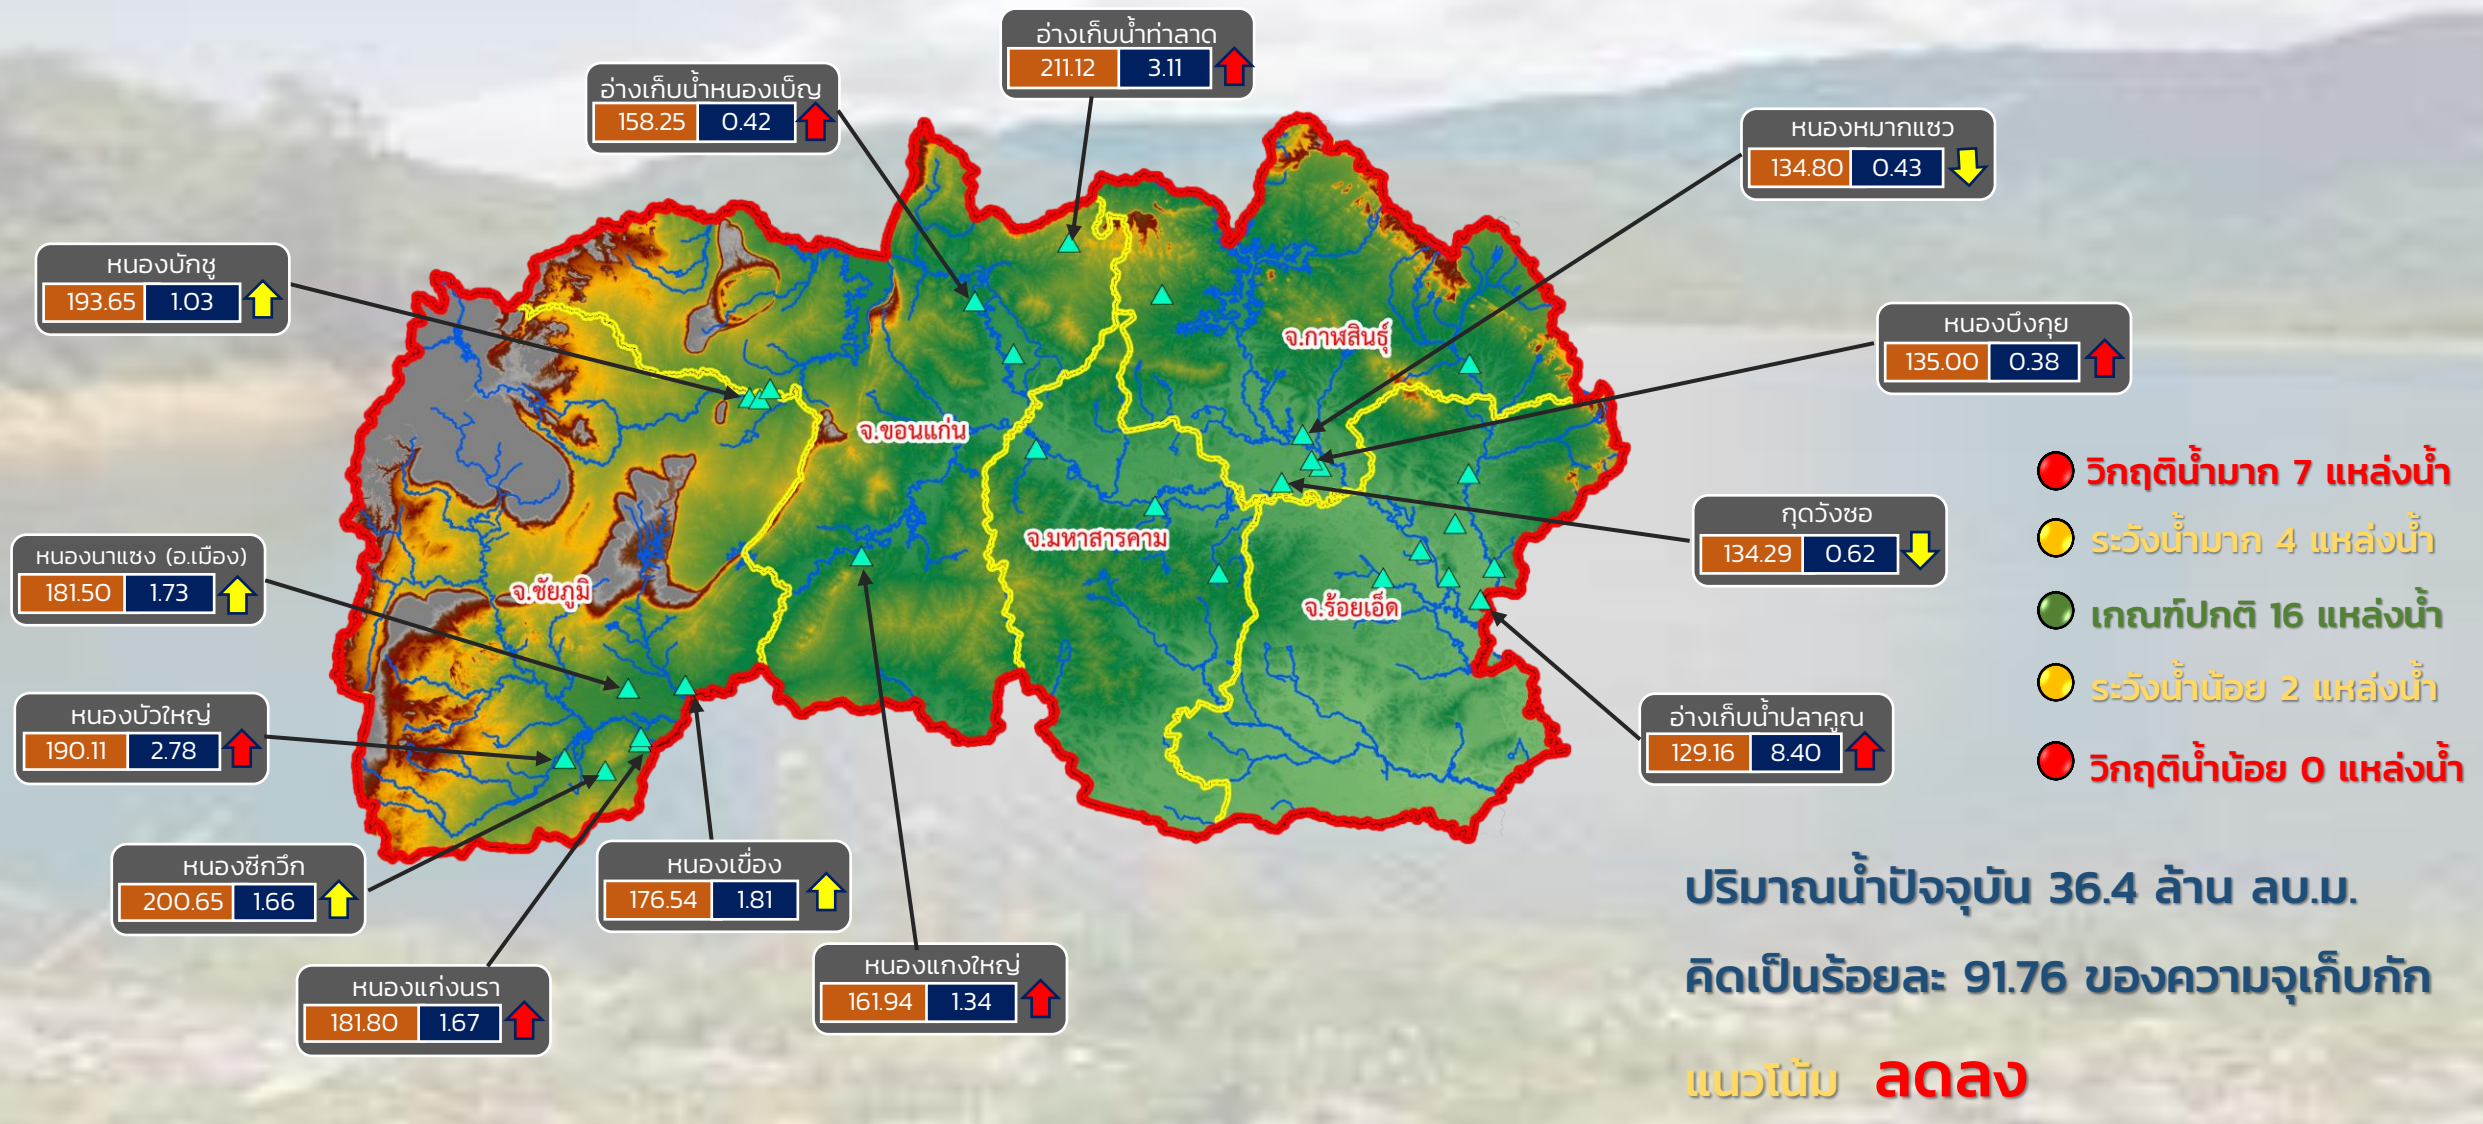 อ่างเก็บน้ำท่าลาด
211.12 3.11
อ่างเก็บน้ำหนองเบ็ญ
158.25 0.42
หนองหมากแซว
134.80 0.43
หนองบักชู
193.65 1.03
หนองบึงกุย
135.00 0.38
จ.กาฬสินธุ์
จ.ขอนแก่น
จ.มหาสารคาม
จ.ชัยภูมิ
จ.ร้อยเอ็ด
วิกฤติน้ำมาก 7 แหล่งน้ำ
ระวังน้ำมาก 4 แหล่งน้ำ
เกณฑ์ปกติ 16 แหล่งน้ำ
ระวังน้ำน้อย 2 แหล่งน้ำ
วิกฤติน้ำน้อย 0 แหล่งน้ำ
กุดวังซอ
134.29 0.62
หนองนาแซง (อ.เมือง)
181.50 1.73
หนองบัวใหญ่
190.11 2.78
อ่างเก็บน้ำปลาคูณ
129.16 8.40
หนองซีกวึก
200.65 1.66
หนองเขื่อง
176.54 1.81
หนองแก่งนรา
181.80 1.67
หนองแกงใหญ่
161.94 1.34
ปริมาณน้ำปัจจุบัน 36.4 ล้าน ลบ.ม.
คิดเป็นร้อยละ 91.76 ของความจุเก็บกัก
แนวโน้ม ลดลง